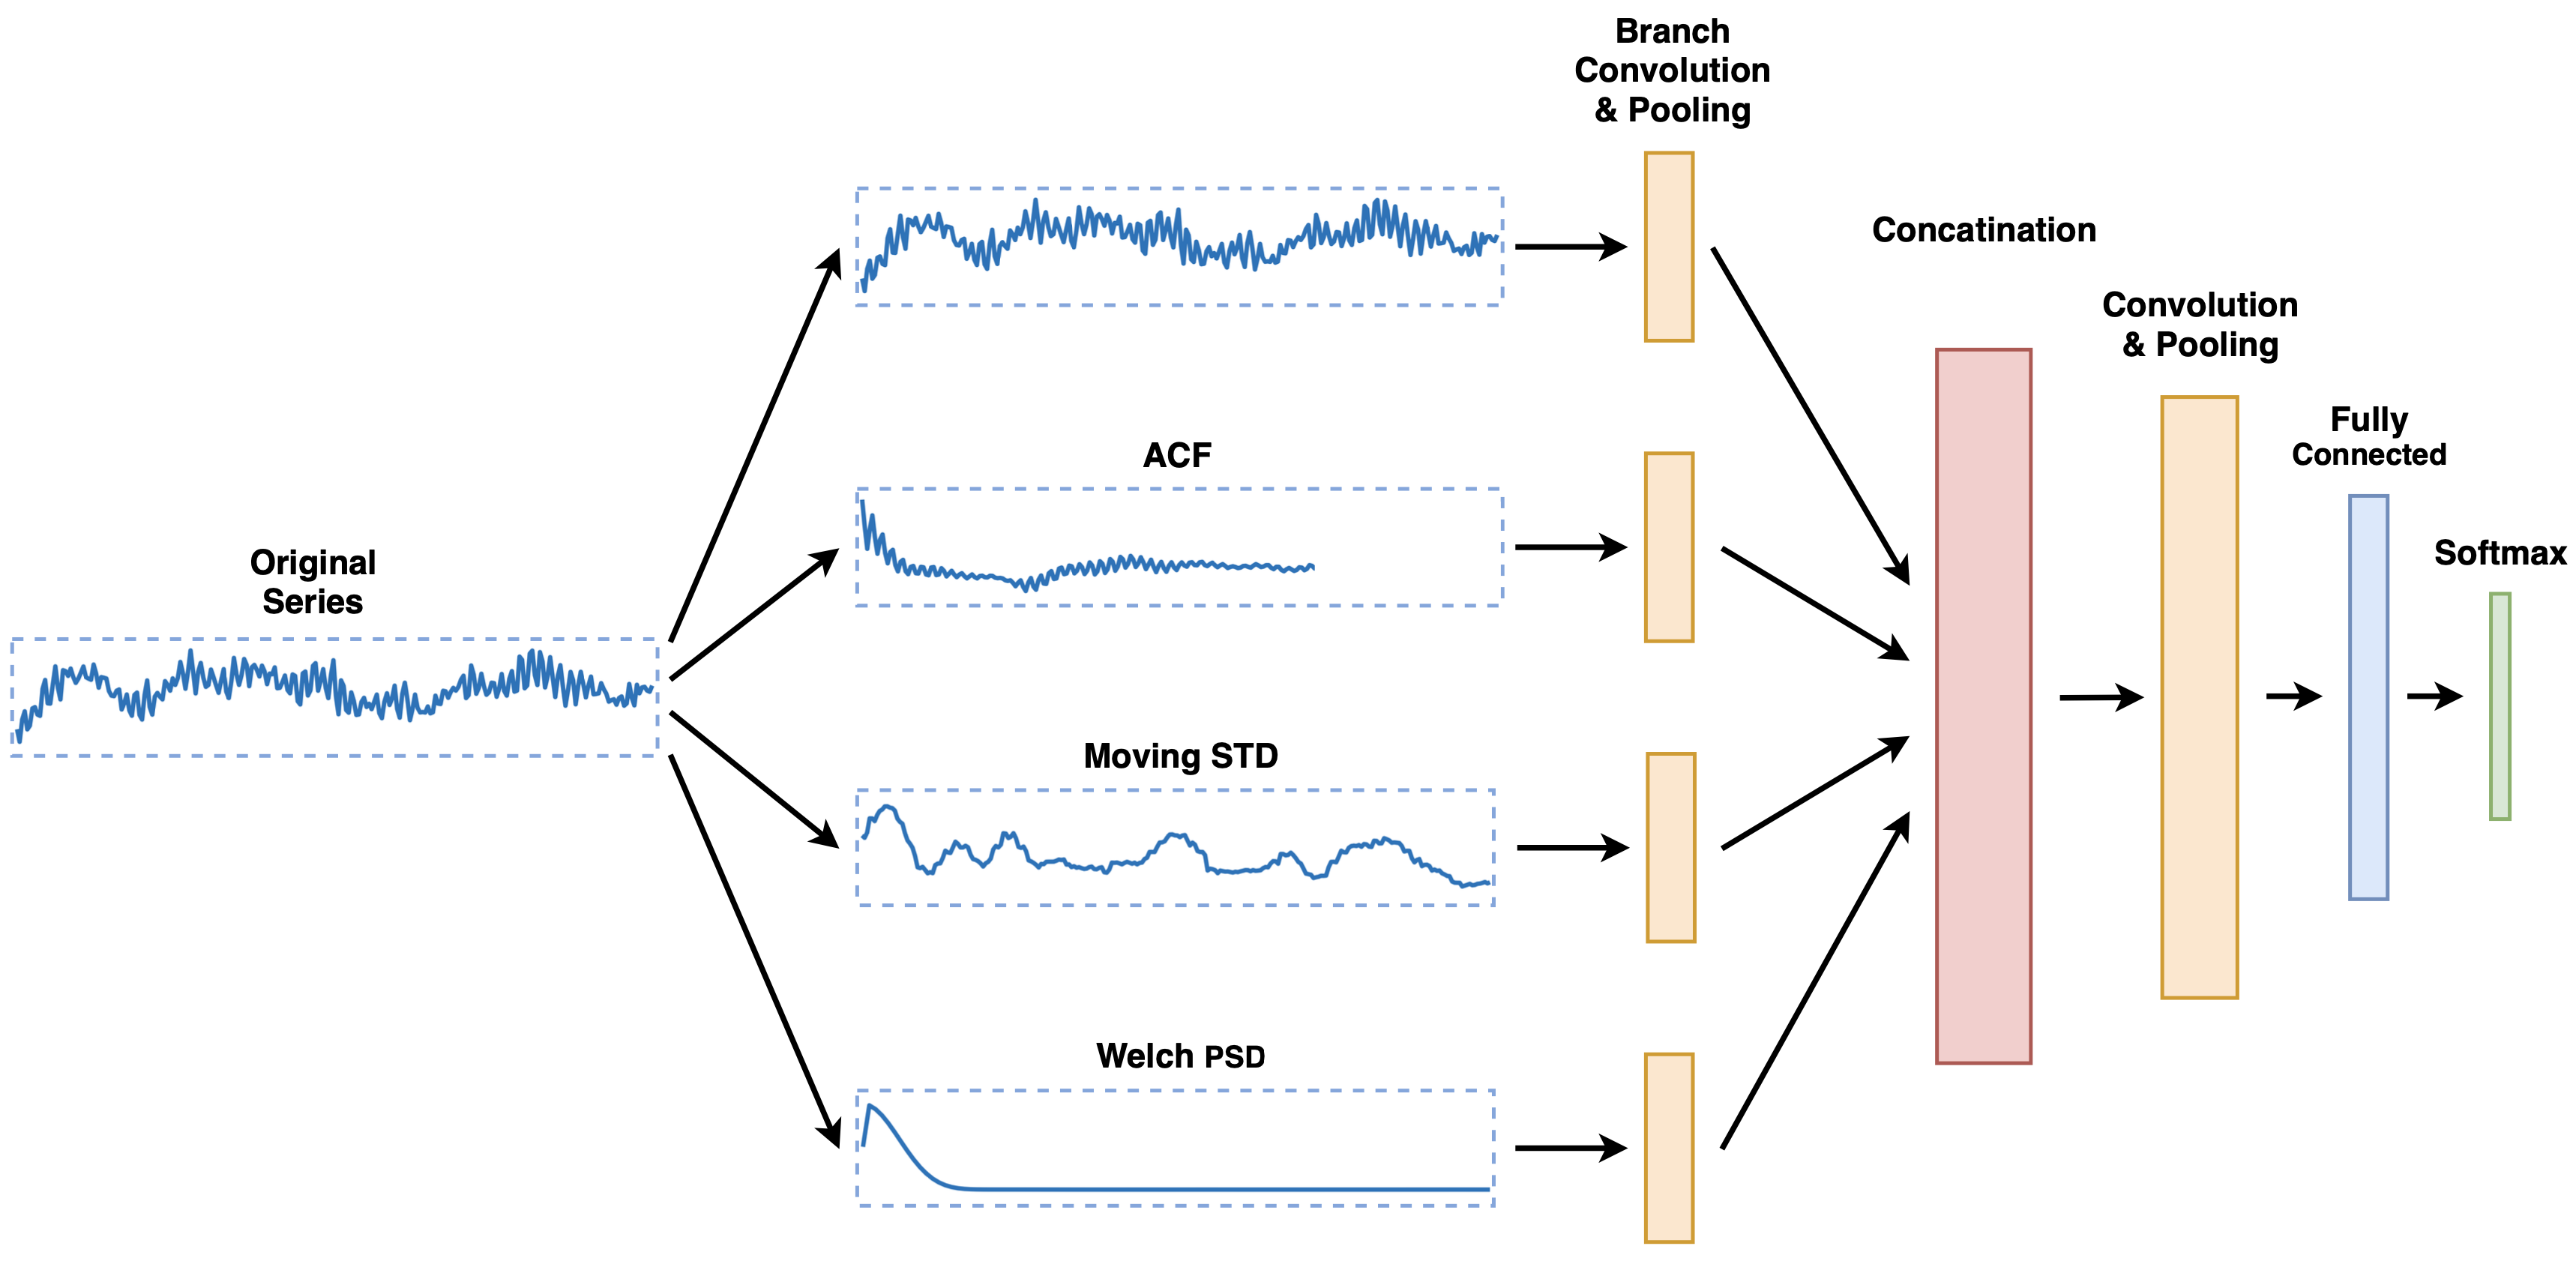 Branch
Convolution
& Pooling
Concatination
Convolution
& Pooling
Fully
Connected
Softmax
ACF
Original
Series
Moving STD
Welch PSD